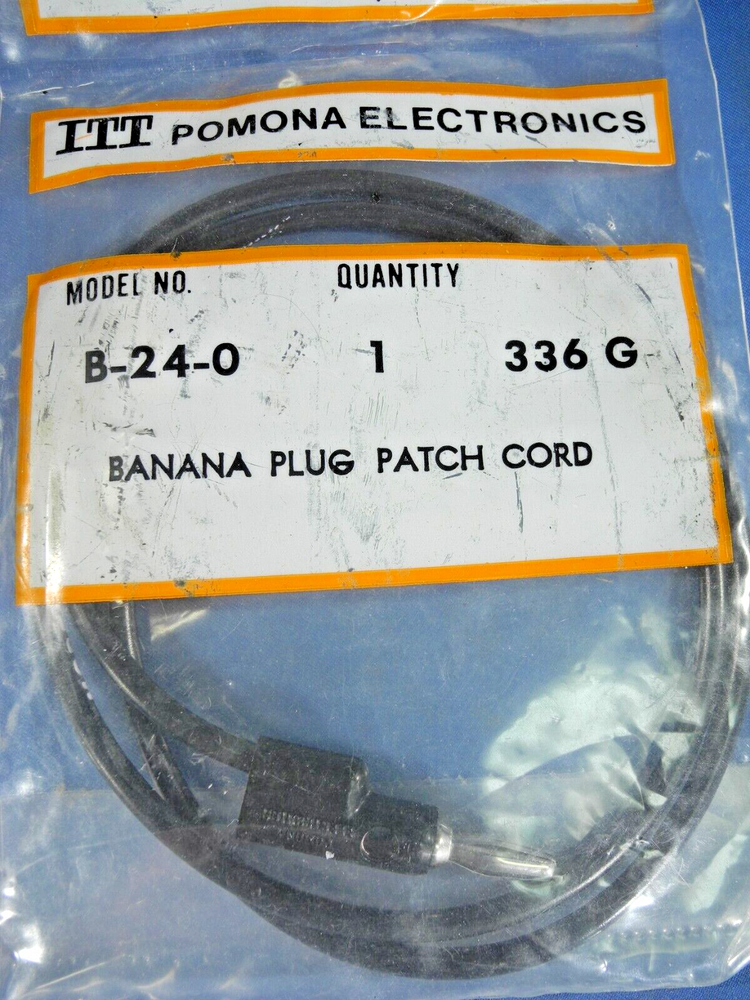 ITT POMONA ELECTRONICS
MODEL NO. QUANTITY
B-24-0 1 336 G
BANANA PLUG PATCH CORD